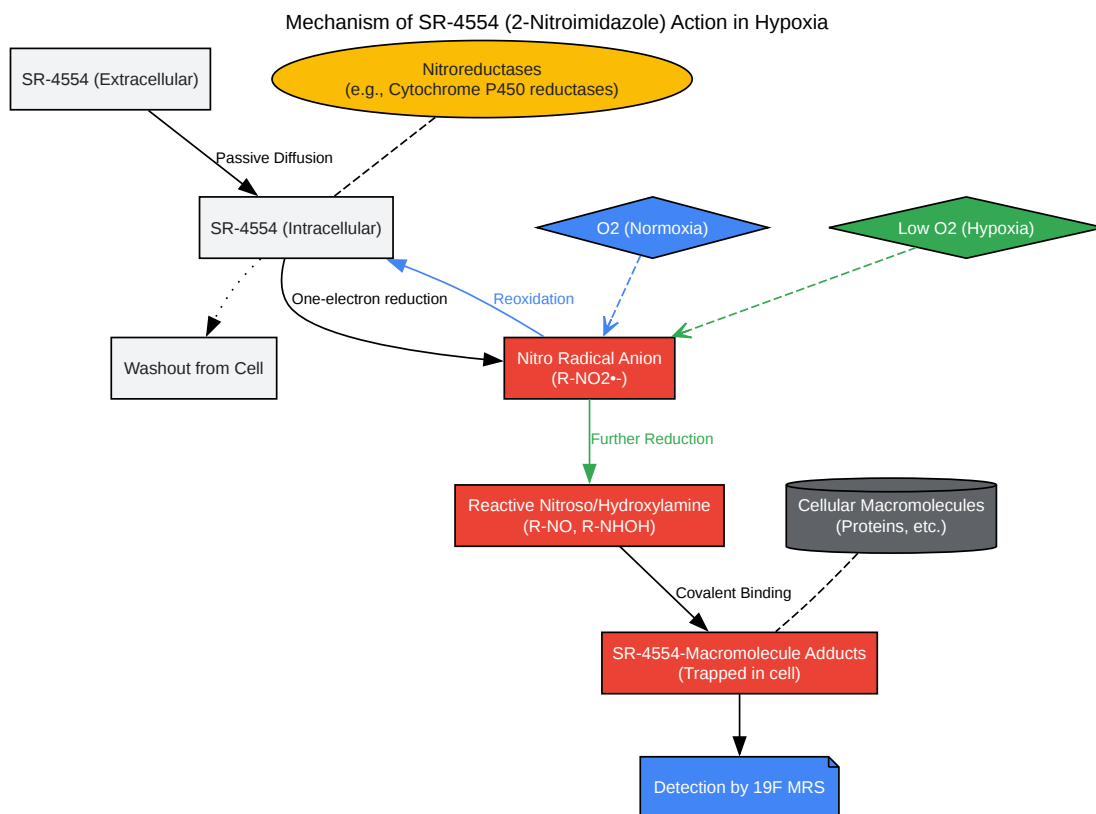 Mechanism of SR-4554 (2-Nitroimidazole) Action in Hypoxia
SR-4554 (Extracellular)
Nitroreductases
(e.g., Cytochrome P450 reductases)
Passive Diffusion
SR-4554 (Intracellular)
O2 (Normoxia)
Low O2 (Hypoxia)
One-electron reduction
Reoxidation
Washout from Cell
Nitro Radical Anion
(R-NO2•-)
Further Reduction
Reactive Nitroso/Hydroxylamine
(R-NO, R-NHOH)
Cellular Macromolecules
(Proteins, etc.)
Covalent Binding
SR-4554-Macromolecule Adducts
(Trapped in cell)
Detection by 19F MRS